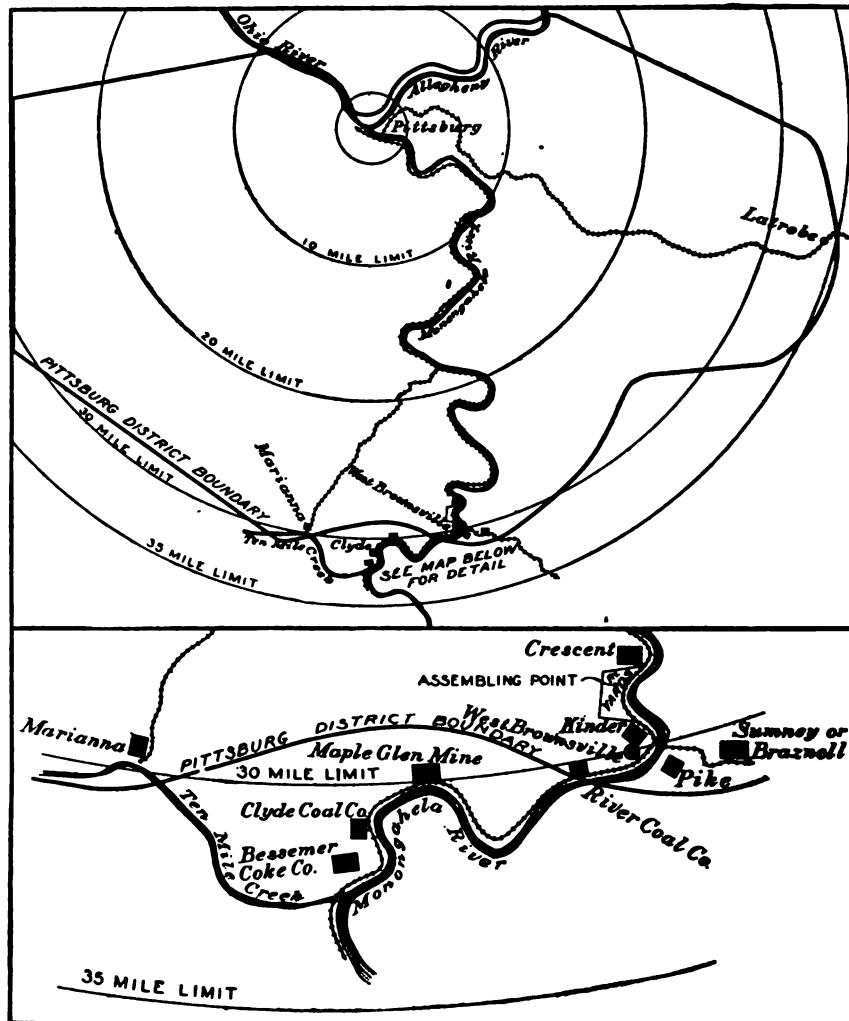 Ohio River
Allegheny
River
Pittsburg
Latrobe
10 MILE LIMIT
River
Monongahela
20 MILE LIMIT
PITTSBURG DISTRICT BOUNDARY
30 MILE LIMIT
Marianna
West Brownsville
Ten Mile Creek
Clyde
SEE MAP BELOW
FOR DETAIL
35 MILE LIMIT
Crescent
ASSEMBLING POINT
YARDS
Marianna
PITTSBURG DISTRICT BOUNDARY
West Brownsville
Kinder
Sumney or
Braznell
Maple Glen Mine
30 MILE LIMIT
Pike
River Coal Co.
Clyde Coal Co.
Ten Mile Creek
Bessemer
Coke Co.
Monongahela
River
35 MILE LIMIT